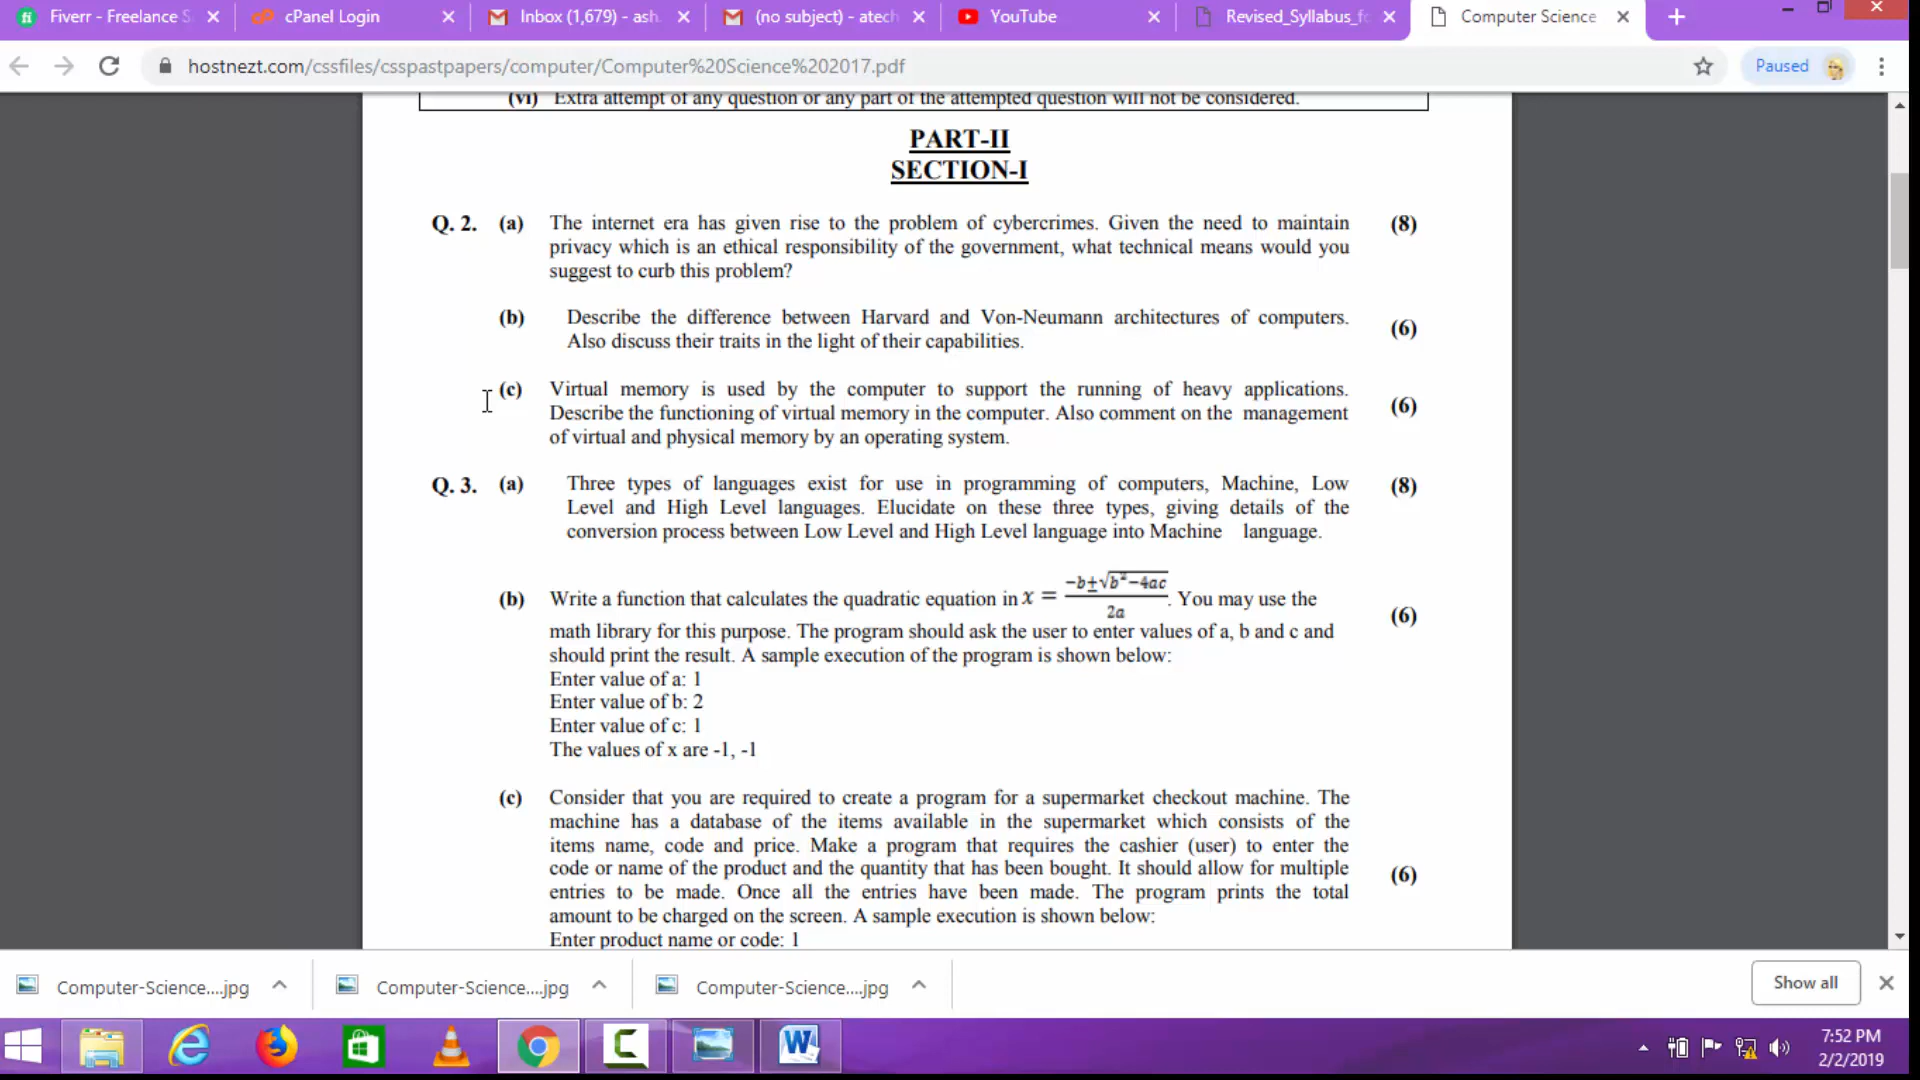 Fiverr - Freelance S
cPanel Login
Inbox (1,679) - ash
(no subject) - atech
YouTube
Revised_Syllabus_fo
Computer Science
hostnezt.com/cssfiles/csspastpapers/computer/Computer%20Science%202017.pdf
Paused
(vi) Extra attempt of any question or any part of the attempted question will not be considered.
PART-II
SECTION-I
Q. 2. (a) The internet era has given rise to the problem of cybercrimes. Given the need to maintain (8)
privacy which is an ethical responsibility of the government, what technical means would you
suggest to curb this problem?
(b) Describe the difference between Harvard and Von-Neumann architectures of computers. (6)
Also discuss their traits in the light of their capabilities.
(c) Virtual memory is used by the computer to support the running of heavy applications. (6)
Describe the functioning of virtual memory in the computer. Also comment on the management
of virtual and physical memory by an operating system.
Q. 3. (a) Three types of languages exist for use in programming of computers, Machine, Low (8)
Level and High Level languages. Elucidate on these three types, giving details of the
conversion process between Low Level and High Level language into Machine language.
(b) Write a function that calculates the quadratic equation in x = -b±√b²-4ac / 2a. You may use the (6)
math library for this purpose. The program should ask the user to enter values of a, b and c and
should print the result. A sample execution of the program is shown below:
Enter value of a: 1
Enter value of b: 2
Enter value of c: 1
The values of x are -1, -1
(c) Consider that you are required to create a program for a supermarket checkout machine. The
machine has a database of the items available in the supermarket which consists of the
items name, code and price. Make a program that requires the cashier (user) to enter the
code or name of the product and the quantity that has been bought. It should allow for multiple (6)
entries to be made. Once all the entries have been made. The program prints the total
amount to be charged on the screen. A sample execution is shown below:
Enter product name or code: 1
Computer-Science....jpg
Computer-Science....jpg
Computer-Science....jpg
Show all
7:52 PM
2/2/2019